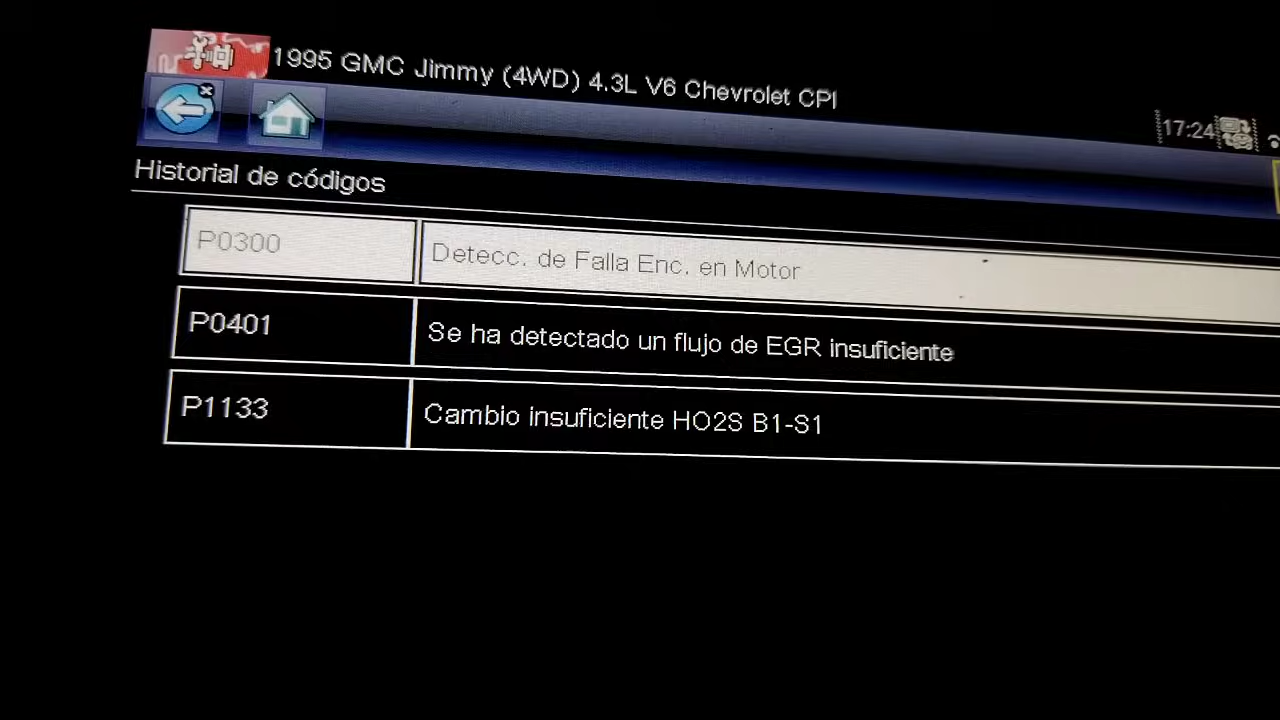 1995 GMC Jimmy (4WD) 4.3L V6 Chevrolet CPI
17:24
Historial de códigos
P0300 Detecc. de Falla Enc. en Motor
P0401 Se ha detectado un flujo de EGR insuficiente
P1133 Cambio insuficiente HO2S B1-S1